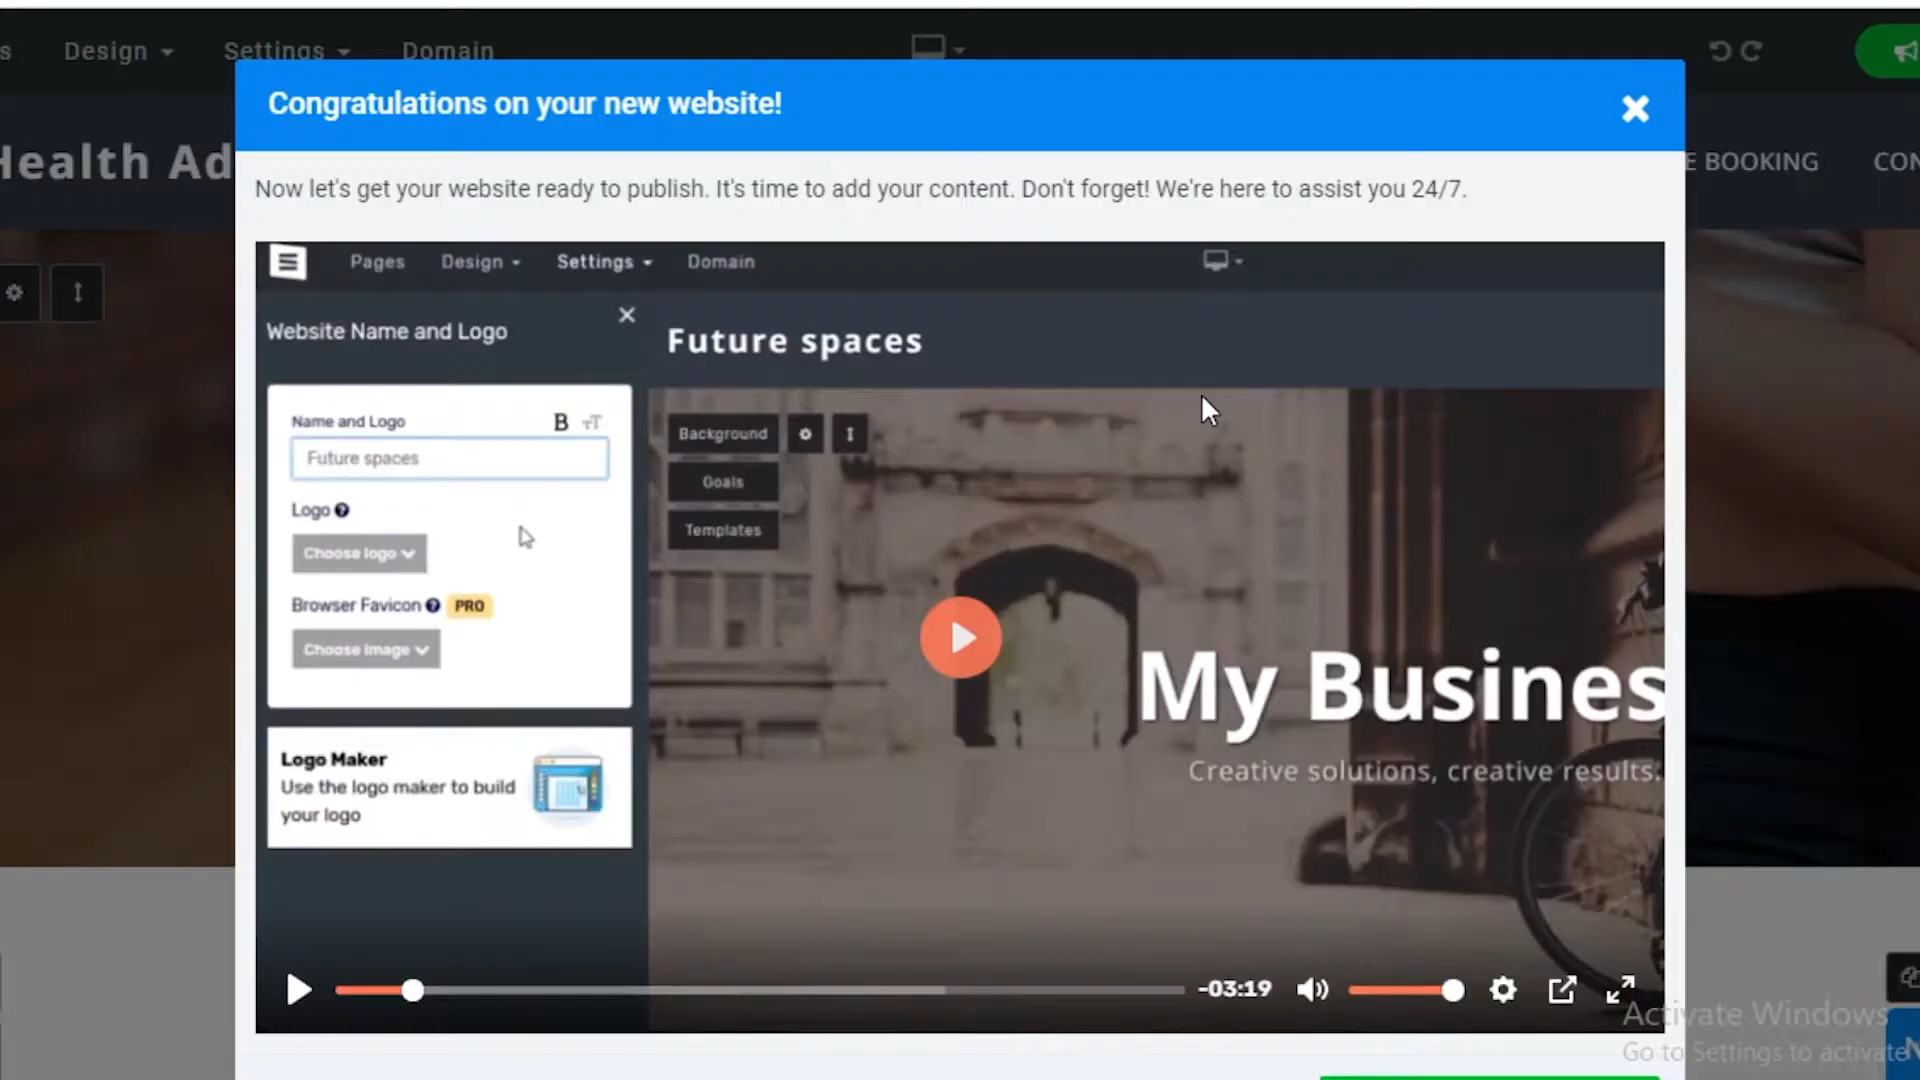 Design
Settings
Domain
Congratulations on your new website!
Health Ad
BOOKING
Now let's get your website ready to publish. It's time to add your content. Don't forget! We're here to assist you 24/7.
Pages
Design
Settings
Domain
Website Name and Logo
Future spaces
Name and Logo
B
TT
Future spaces
Background
Goals
Templates
Logo
Choose logo
Browser Favicon
PRO
Choose image
My Busines
Creative solutions, creative results.
Logo Maker
Use the logo maker to build
your logo
-03:19
Activate Windows
Go to Settings to activate